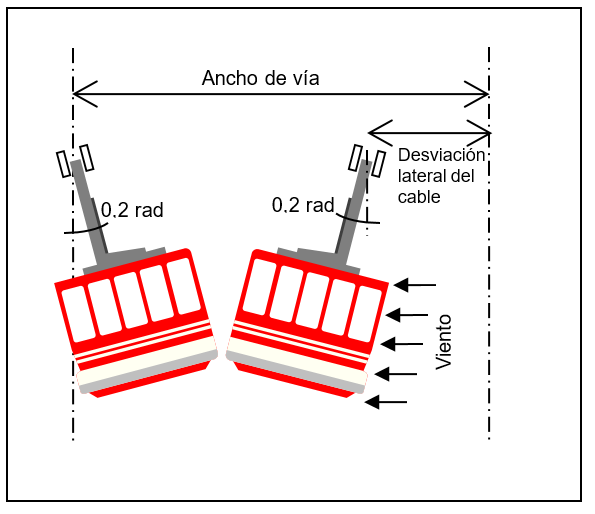 Ancho de vía
Desviación
lateral del
cable
0,2 rad
0,2 rad
Viento